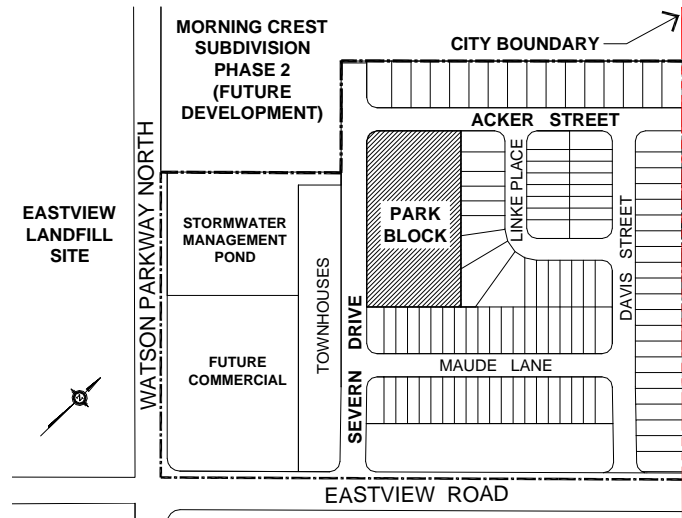 MORNING CREST
SUBDIVISION
PHASE 2
(FUTURE
DEVELOPMENT)
CITY BOUNDARY
ACKER STREET
WATSON PARKWAY NORTH
EASTVIEW
LANDFILL
SITE
STORMWATER
MANAGEMENT
POND
TOWNHOUSES
PARK
BLOCK
LINKE PLACE
DAVIS STREET
FUTURE
COMMERCIAL
SEVERN DRIVE
MAUDE LANE
EASTVIEW ROAD